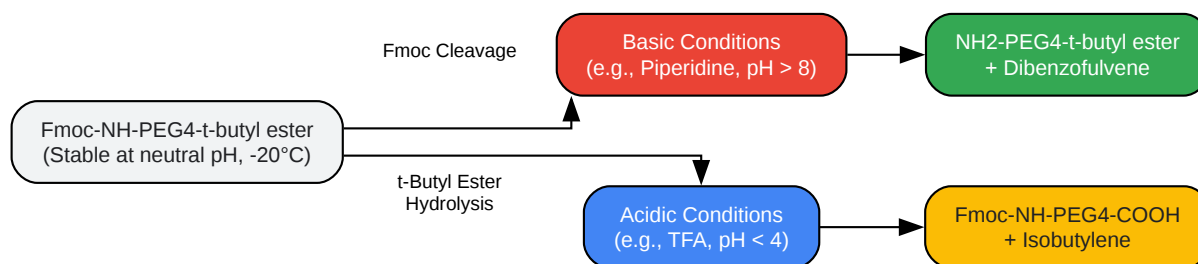 Fmoc-NH-PEG4-t-butyl ester
(Stable at neutral pH, -20°C)
Fmoc Cleavage
Basic Conditions
(e.g., Piperidine, pH > 8)
NH2-PEG4-t-butyl ester
+ Dibenzofulvene
t-Butyl Ester
Hydrolysis
Acidic Conditions
(e.g., TFA, pH < 4)
Fmoc-NH-PEG4-COOH
+ Isobutylene